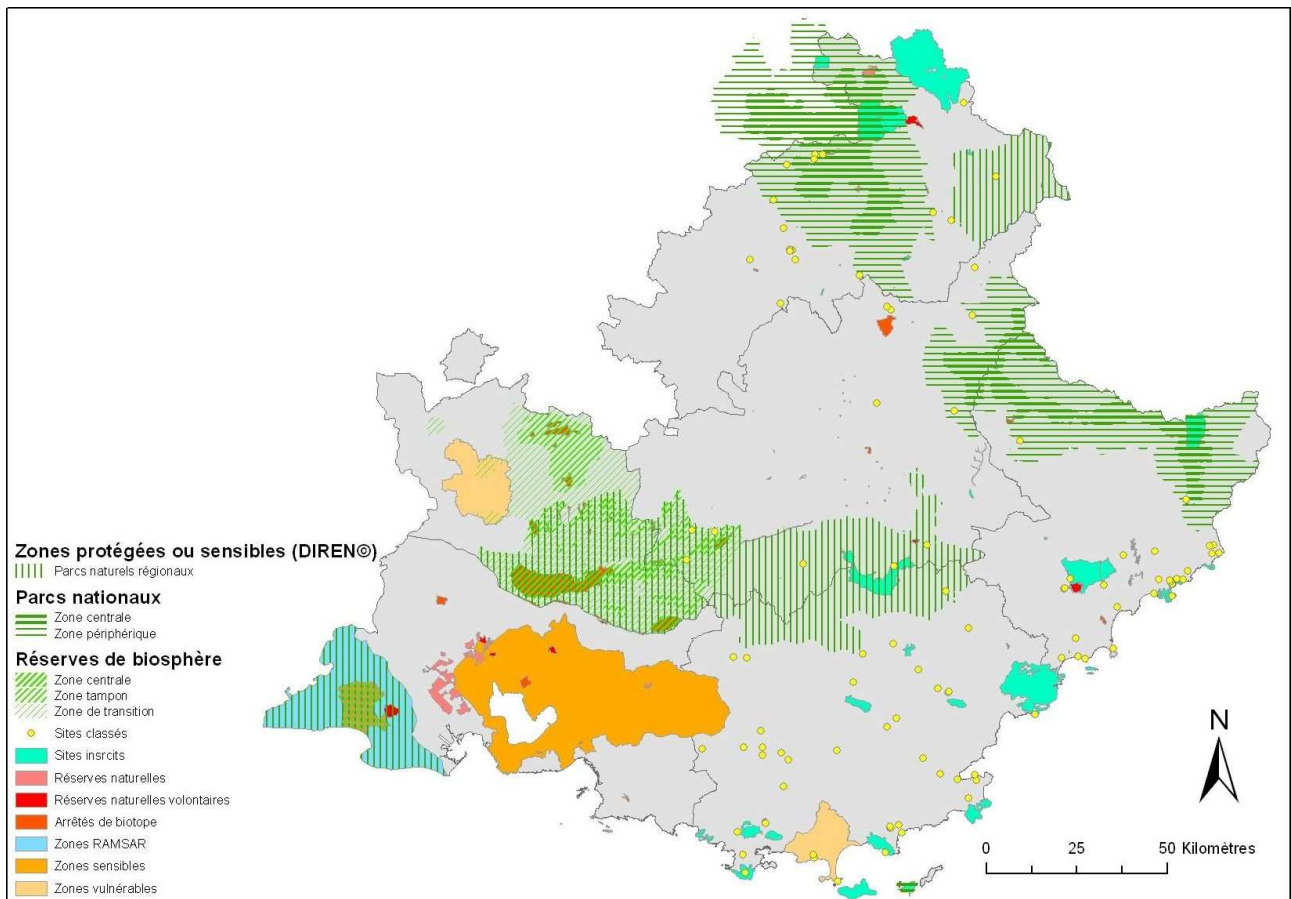 Zones protégées ou sensibles (DIREN©)
Parcs naturels régionaux
Parcs nationaux
Zone centrale
Zone périphérique
Réserves de biosphère
Zone centrale
Zone tampon
Zone de transition
Sites classés
Sites insrcits
Réserves naturelles
Réserves naturelles volontaires
Arrêtés de biotope
Zones RAMSAR
Zones sensibles
Zones vulnérables
N
0 25 50 Kilomètres